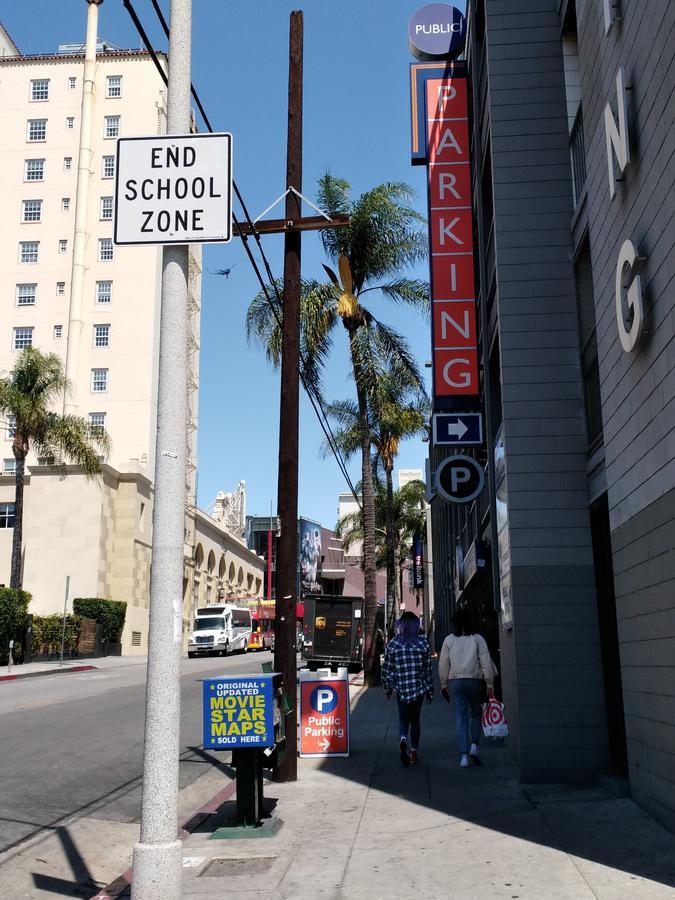 PUBLIC
PARKING
P
N
G
END
SCHOOL
ZONE
ORIGINAL
UPDATED
MOVIE
STAR
MAPS
SOLD HERE
P
Public
Parking